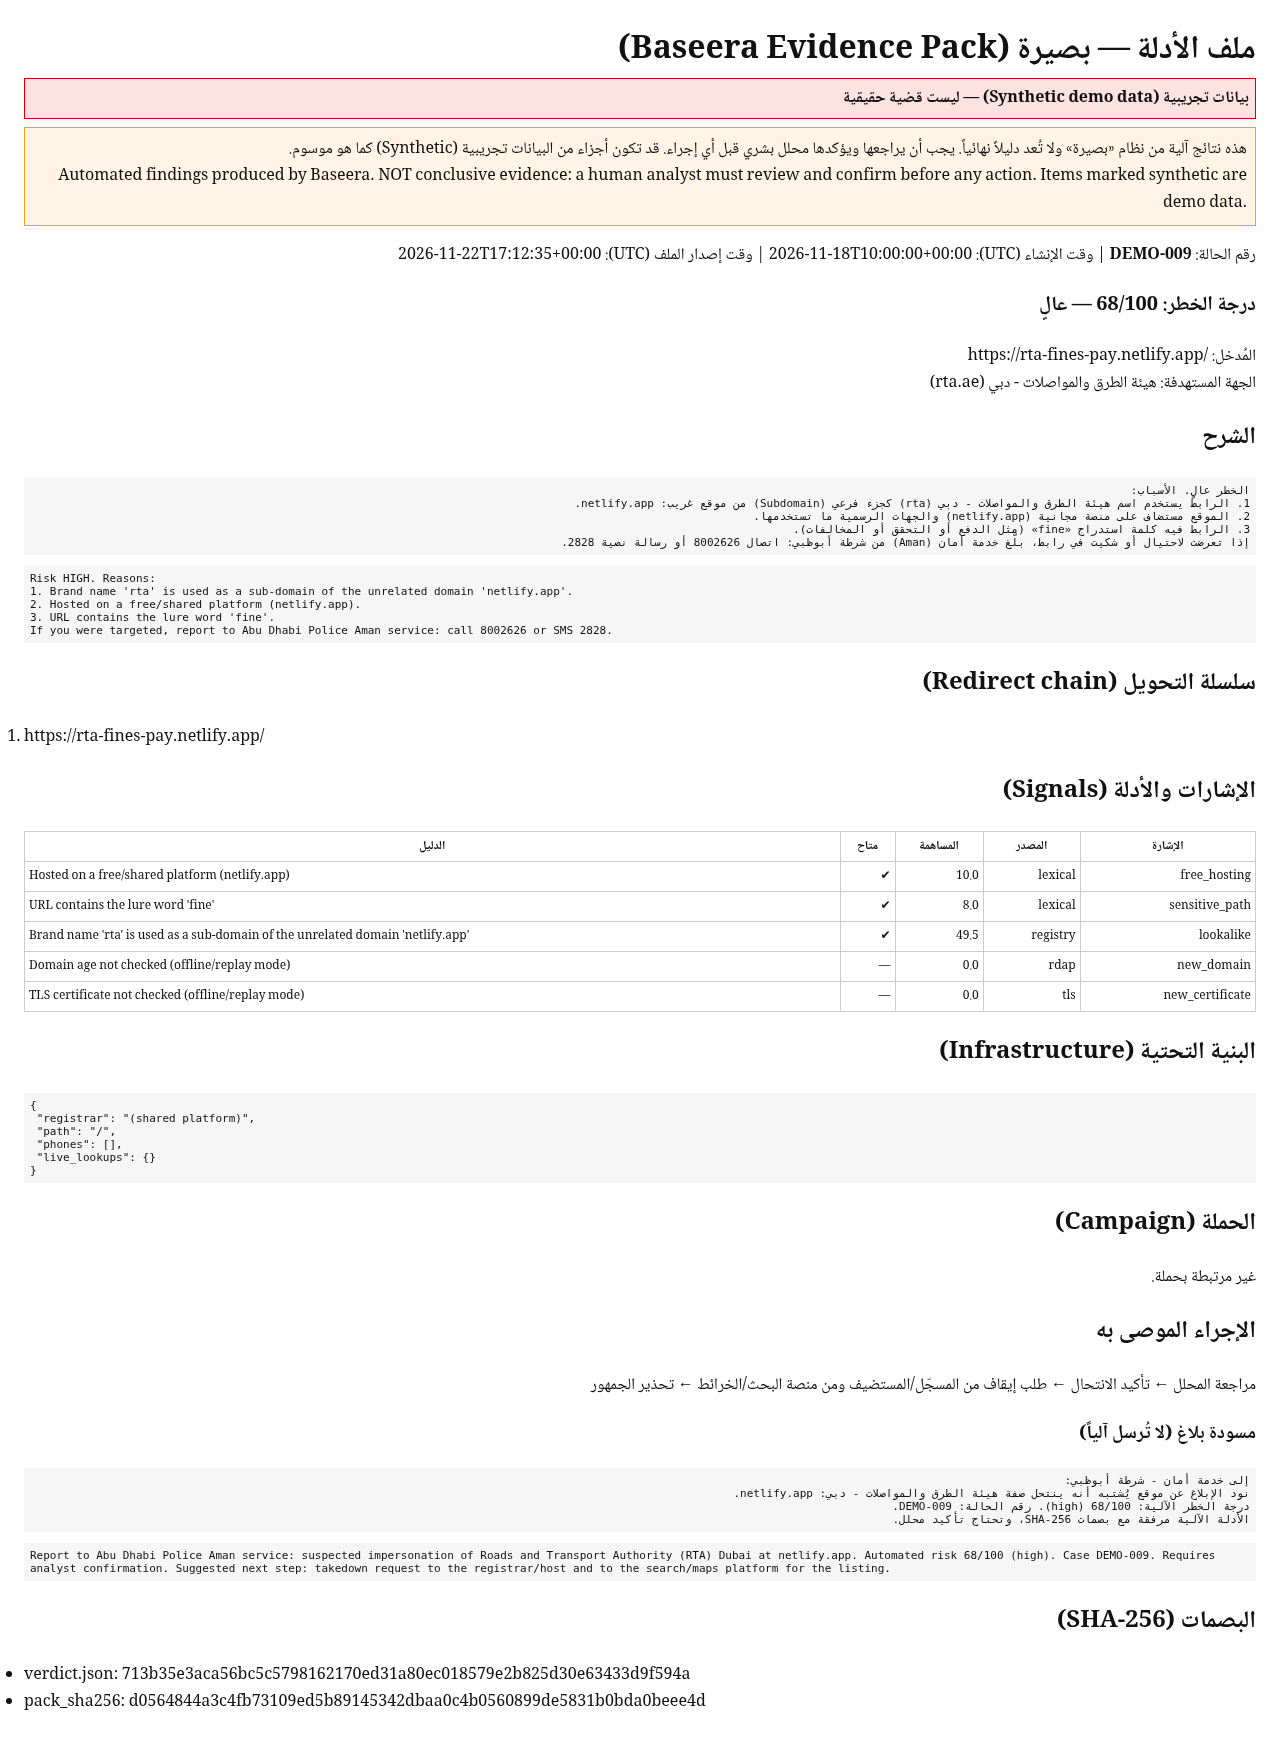 ملف الأدلة — بصيرة (Baseera Evidence Pack)
بيانات تجريبية (Synthetic demo data) — ليست قضية حقيقية
هذه نتائج آلية من نظام «بصيرة» ولا تُعد دليلاً نهائياً. يجب أن يراجعها ويؤكدها محلل بشري قبل أي إجراء. قد تكون أجزاء من البيانات تجريبية (Synthetic) كما هو موسوم.
Automated findings produced by Baseera. NOT conclusive evidence: a human analyst must review and confirm before any action. Items marked synthetic are
demo data.
رقم الحالة: DEMO-009 | وقت الإنشاء (UTC): 2026-11-18T10:00:00+00:00 | وقت إصدار الملف (UTC): 2026-11-22T17:12:35+00:00
درجة الخطر: 68/100 — عالٍ
المُدخل: https://rta-fines-pay.netlify.app/
الجهة المستهدفة: هيئة الطرق والمواصلات - دبي (rta.ae)
الشرح
الخطر عالٍ. الأسباب:
1. الرابط يستخدم اسم هيئة الطرق والمواصلات - دبي (rta) كجزء فرعي (Subdomain) من موقع غريب: netlify.app.
2. الموقع مستضاف على منصة مجانية (netlify.app) والجهات الرسمية ما تستخدمها.
3. الرابط فيه كلمة استدراج «fine» (مثل الدفع أو التحقق أو المخالفات).
إذا تعرضت لاحتيال أو شكيت في رابط، بلّغ خدمة أمان (Aman) من شرطة أبوظبي: اتصال 8002626 أو رسالة نصية 2828.
Risk HIGH. Reasons:
1. Brand name 'rta' is used as a sub-domain of the unrelated domain 'netlify.app'.
2. Hosted on a free/shared platform (netlify.app).
3. URL contains the lure word 'fine'.
If you were targeted, report to Abu Dhabi Police Aman service: call 8002626 or SMS 2828.
سلسلة التحويل (Redirect chain)
1. https://rta-fines-pay.netlify.app/
الإشارات والأدلة (Signals)
الإشارة المصدر المساهمة متاح الدليل
free_hosting lexical 10.0 ✔ Hosted on a free/shared platform (netlify.app)
sensitive_path lexical 8.0 ✔ URL contains the lure word 'fine'
lookalike registry 49.5 ✔ Brand name 'rta' is used as a sub-domain of the unrelated domain 'netlify.app'
new_domain rdap 0.0 — Domain age not checked (offline/replay mode)
new_certificate tls 0.0 — TLS certificate not checked (offline/replay mode)
البنية التحتية (Infrastructure)
{
"registrar": "(shared platform)",
"path": "/",
"phones": [],
"live_lookups": {}
}
الحملة (Campaign)
غير مرتبطة بحملة.
الإجراء الموصى به
مراجعة المحلل ← تأكيد الانتحال ← طلب إيقاف من المسجّل/المستضيف ومن منصة البحث/الخرائط ← تحذير الجمهور
مسودة بلاغ (لا تُرسل آلياً)
إلى خدمة أمان - شرطة أبوظبي:
نود الإبلاغ عن موقع يُشتبه أنه ينتحل صفة هيئة الطرق والمواصلات - دبي: netlify.app.
درجة الخطر الآلية: 68/100 (high). رقم الحالة: DEMO-009.
الأدلة الآلية مرفقة مع بصمات SHA-256، وتحتاج تأكيد محلل.
Report to Abu Dhabi Police Aman service: suspected impersonation of Roads and Transport Authority (RTA) Dubai at netlify.app. Automated risk 68/100 (high). Case DEMO-009. Requires
analyst confirmation. Suggested next step: takedown request to the registrar/host and to the search/maps platform for the listing.
البصمات (SHA-256)
• verdict.json: 713b35e3aca56bc5c5798162170ed31a80ec018579e2b825d30e63433d9f594a
• pack_sha256: d0564844a3c4fb73109ed5b89145342dbaa0c4b0560899de5831b0bda0beee4d